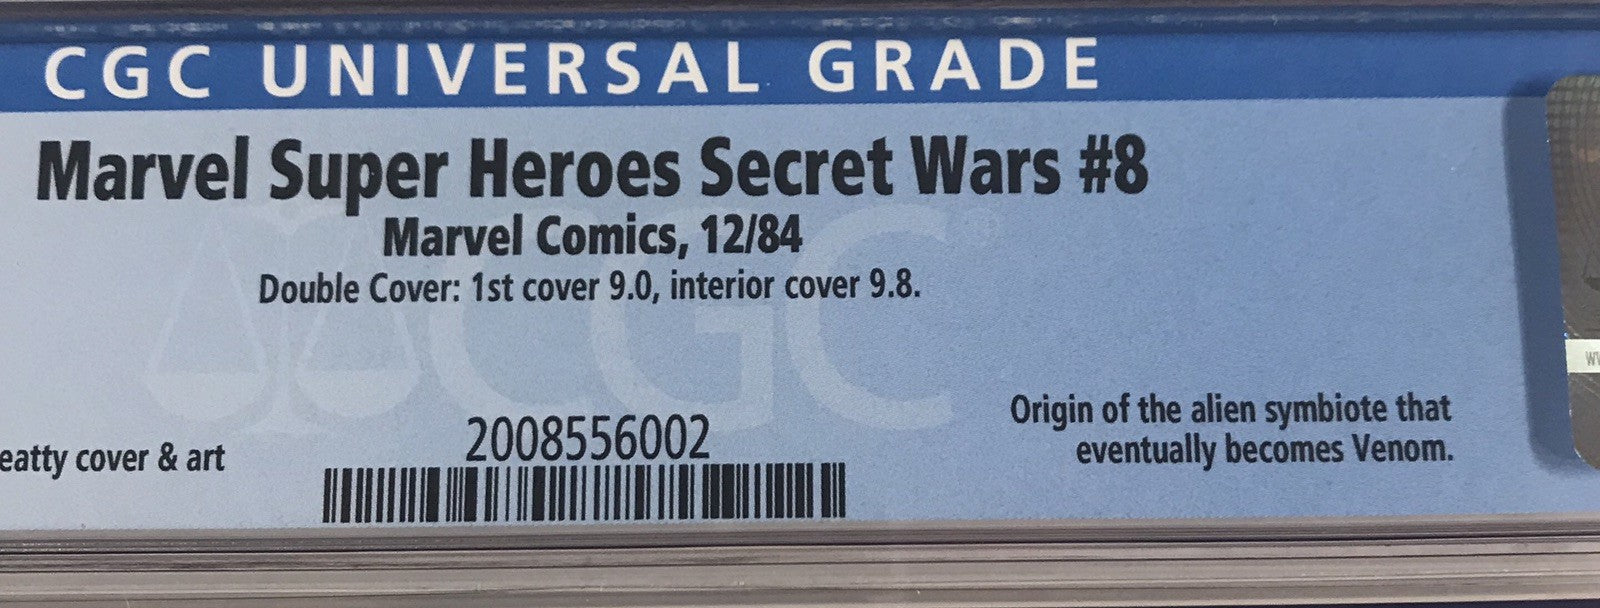 CGC UNIVERSAL GRADE
Marvel Super Heroes Secret Wars #8
Marvel Comics, 12/84
Double Cover: 1st cover 9.0, interior cover 9.8.
CGC
eatty cover & art
2008556002
Origin of the alien symbiote that
eventually becomes Venom.